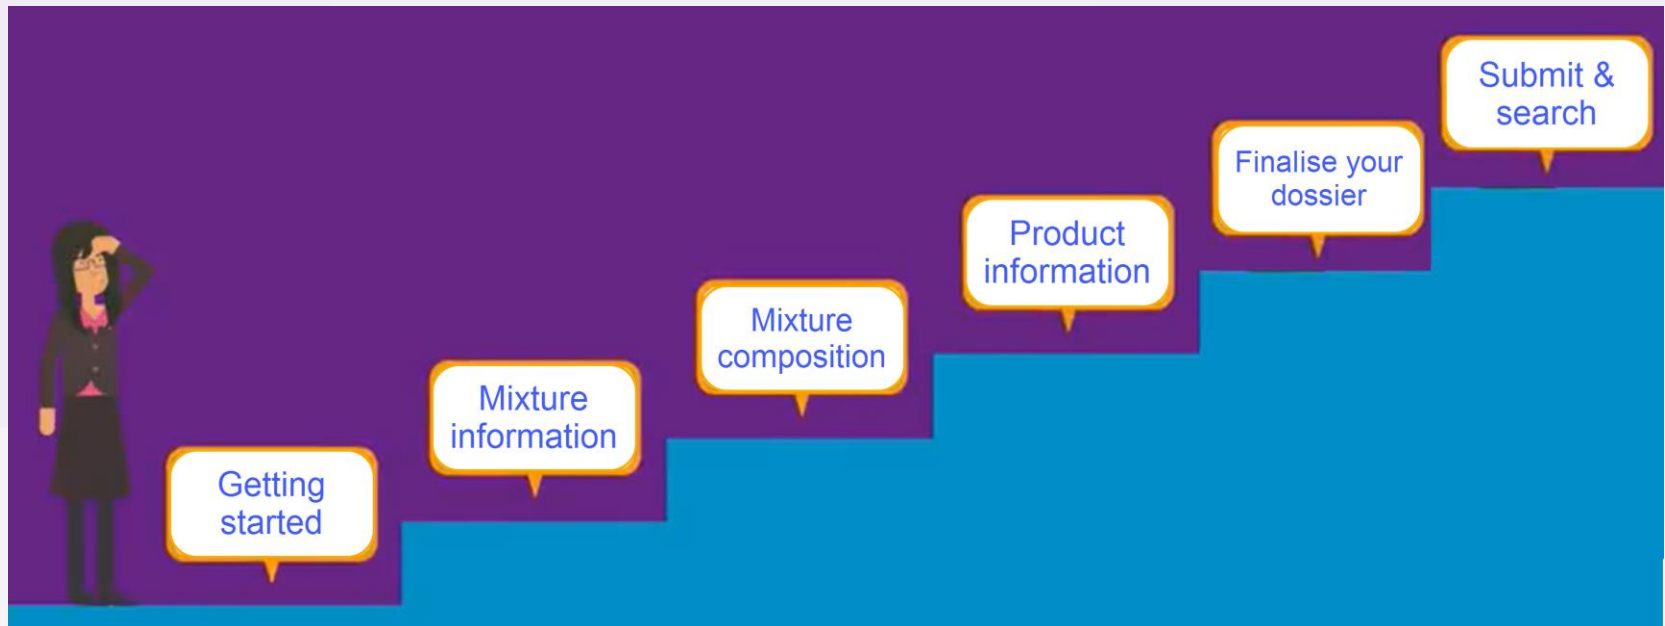 Getting
started
Mixture
information
Mixture
composition
Product
information
Finalise your
dossier
Submit &
search